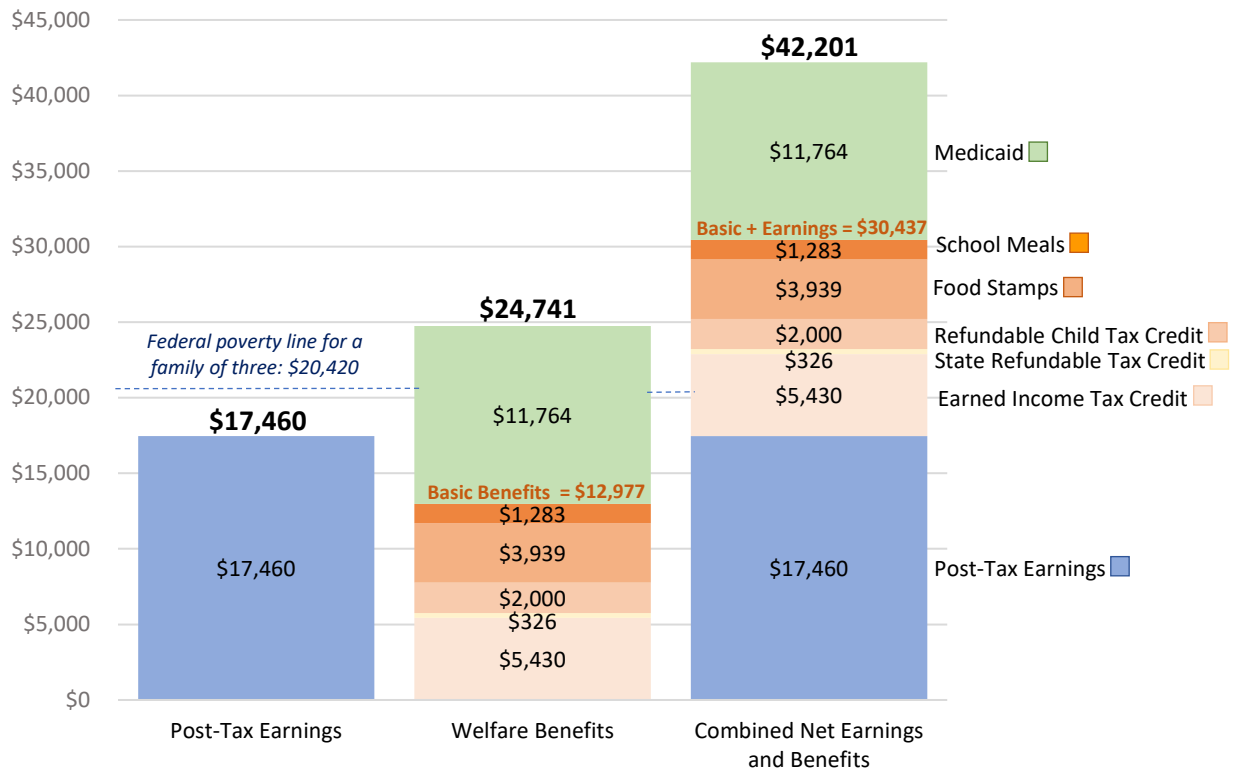 $45,000
$40,000
$35,000
$30,000
$25,000
$20,000
$15,000
$10,000
$5,000
$0
Federal poverty line for a
family of three: $20,420
$17,460
$17,460
Post-Tax Earnings
$24,741
$11,764
Basic Benefits = $12,977
$1,283
$3,939
$2,000
$326
$5,430
Welfare Benefits
$42,201
$11,764
Basic + Earnings = $30,437
$1,283
$3,939
$2,000
$326
$5,430
$17,460
Combined Net Earnings
and Benefits
Medicaid
School Meals
Food Stamps
Refundable Child Tax Credit
State Refundable Tax Credit
Earned Income Tax Credit
Post-Tax Earnings